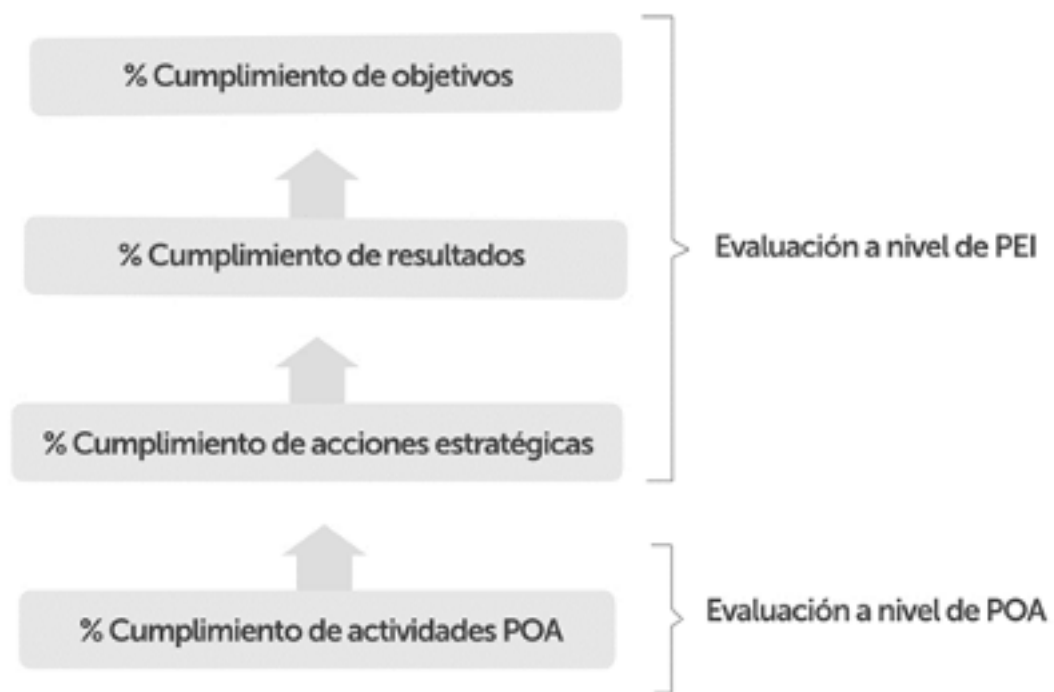 % Cumplimiento de objetivos
% Cumplimiento de resultados
Evaluación a nivel de PEI
% Cumplimiento de acciones estratégicas
% Cumplimiento de actividades POA
Evaluación a nivel de POA